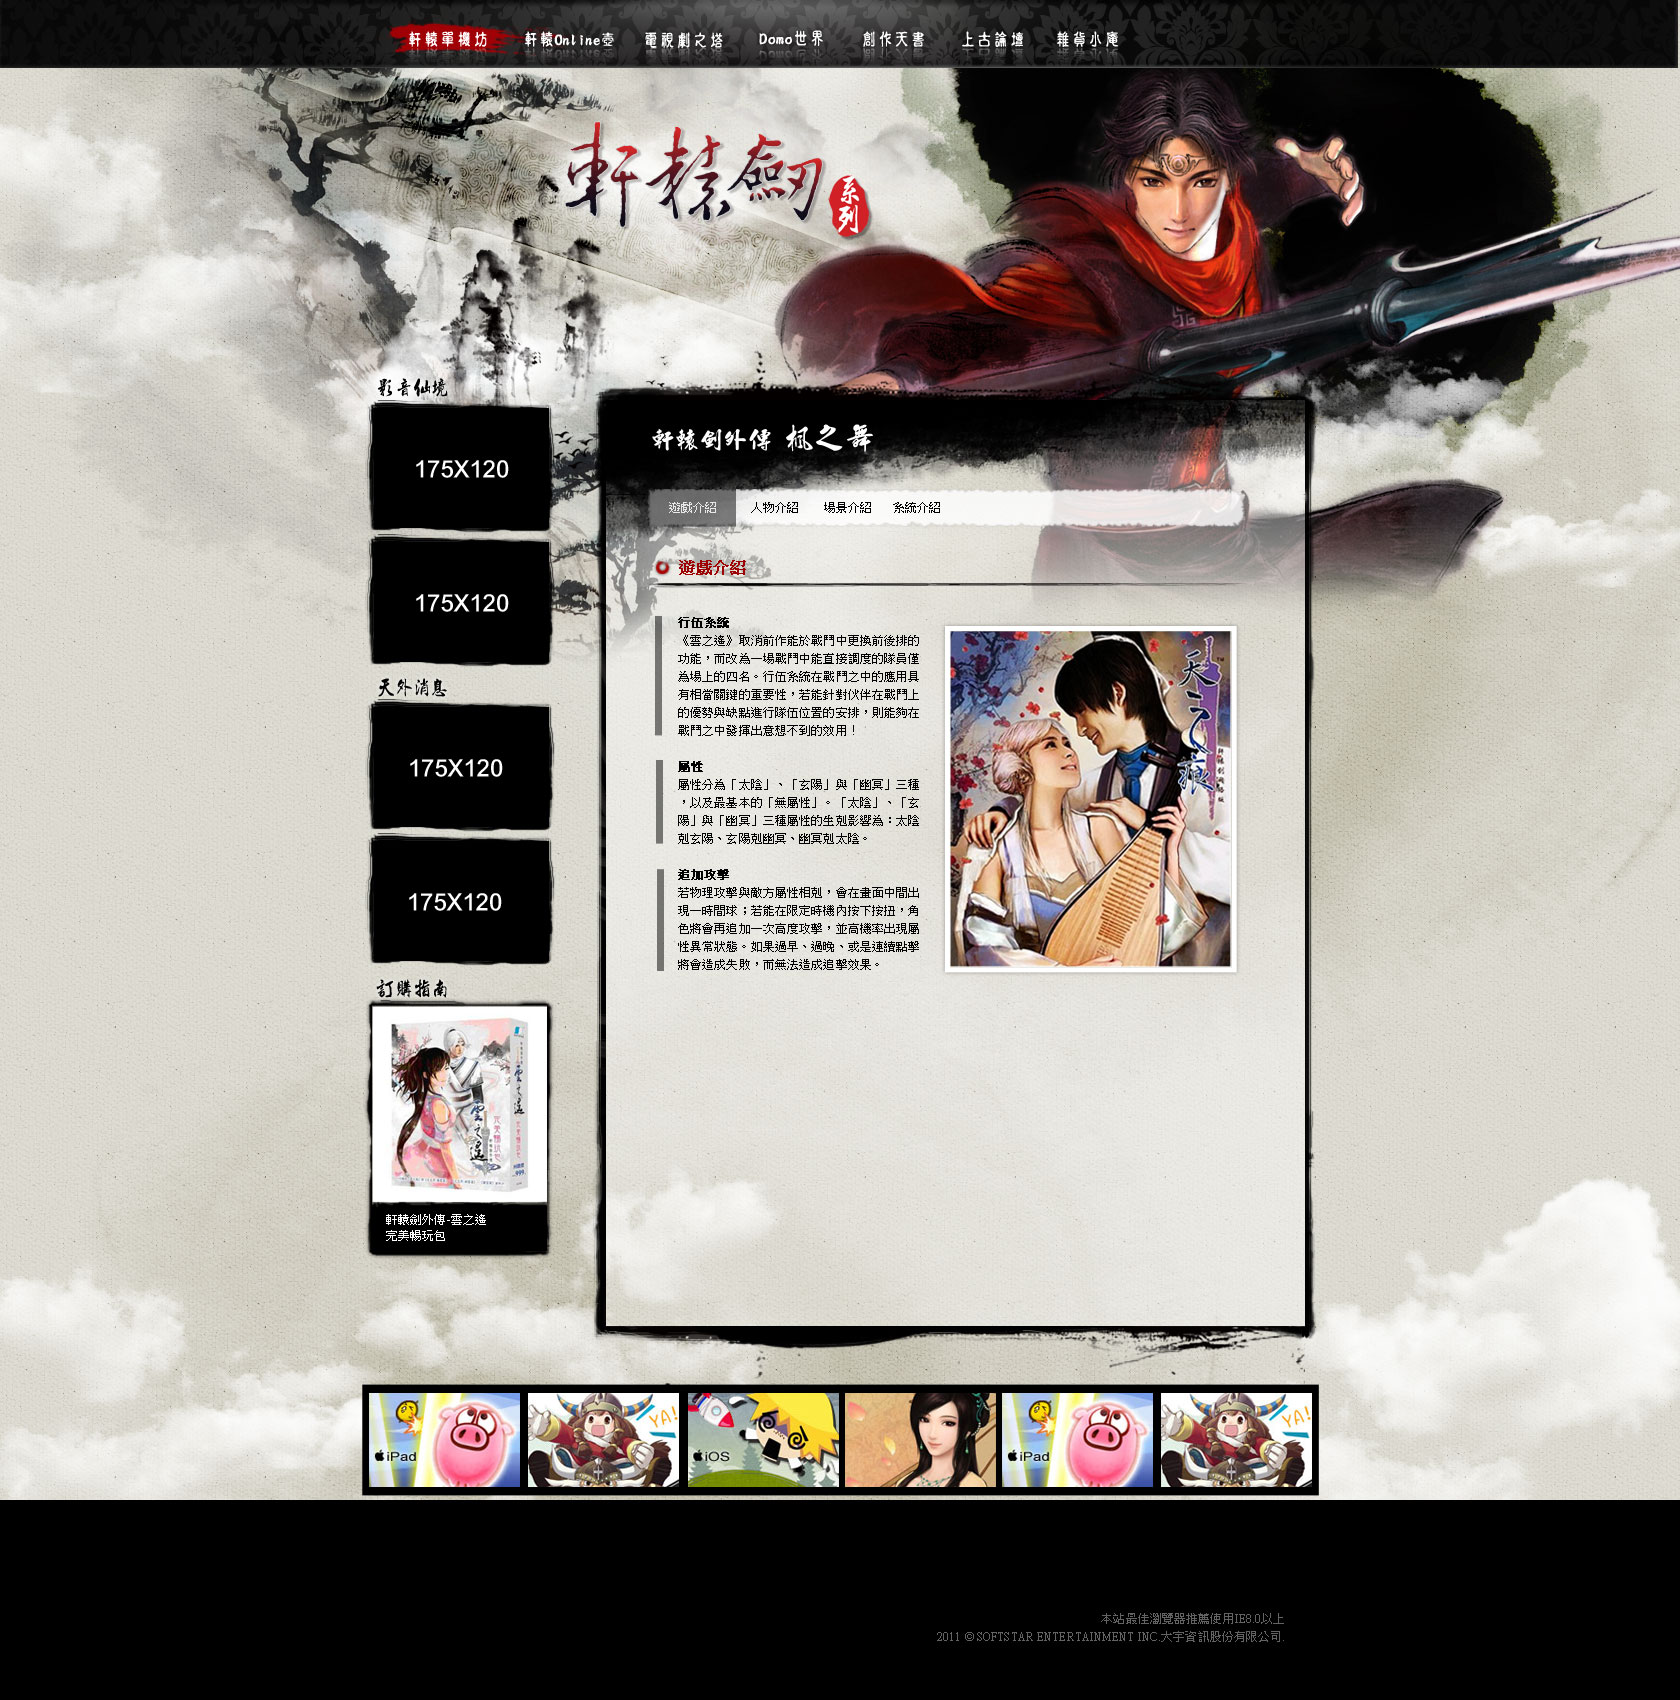 軒轅單機坊 軒轅Online壺 電視劇之塔 Domo世界 創作天書 上古論壇 雜貨小庵
軒轅劍
系列
影音仙境
175X120
175X120
天外消息
175X120
175X120
訂購指南
雲之遙
軒轅劍外傳-雲之遙
完美暢玩包
軒轅劍外傳 楓之舞
遊戲介紹 人物介紹 場景介紹 系統介紹
遊戲介紹
行伍系統
《雲之遙》取消前作能於戰鬥中更換前後排的
功能，而改為一場戰鬥中能直接調度的隊員僅
為場上的四名。行伍系統在戰鬥之中的應用具
有相當關鍵的重要性，若能針對伙伴在戰鬥上
的優勢與缺點進行隊伍位置的安排，則能夠在
戰鬥之中發揮出意想不到的效用！
屬性
屬性分為「太陰」、「玄陽」與「幽冥」三種
，以及最基本的「無屬性」。「太陰」、「玄
陽」與「幽冥」三種屬性的生剋影響為：太陰
剋玄陽、玄陽剋幽冥、幽冥剋太陰。
追加攻擊
若物理攻擊與敵方屬性相剋，會在畫面中間出
現一時間球；若能在限定時機內按下按扭，角
色將會再追加一次高度攻擊，並高機率出現屬
性異常狀態。如果過早、過晚、或是連續點擊
將會造成失敗，而無法造成追擊效果。
天之痕
iPad
YA!
iOS
iPad
YA!
本站最佳瀏覽器推薦使用IE8.0以上
2011 ©SOFTSTAR ENTERTAINMENT INC.大宇資訊股份有限公司.